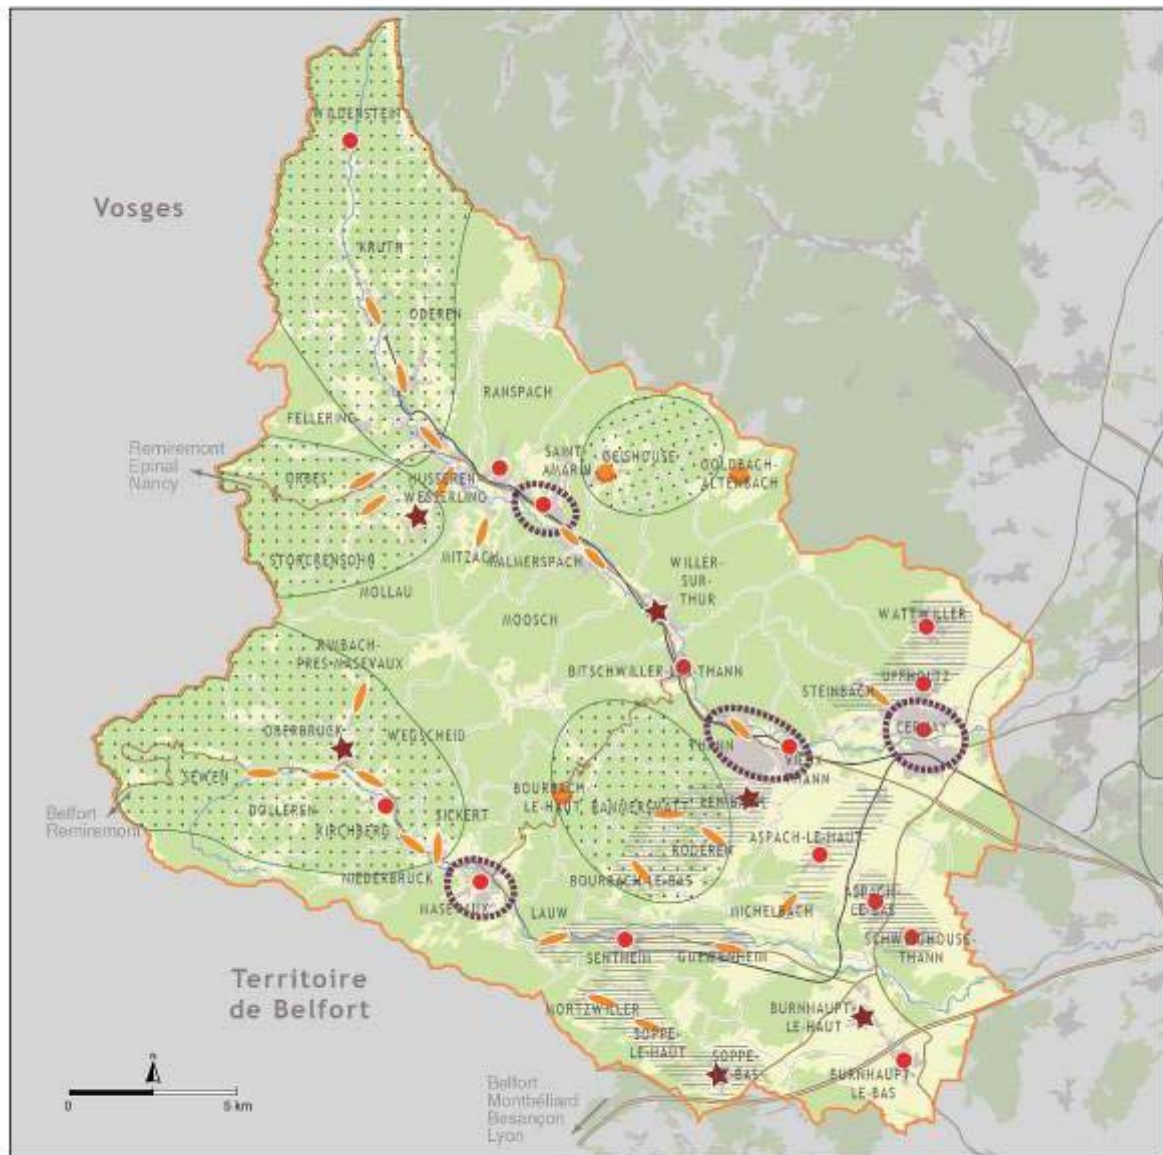 WILDENSTEIN
Vosges
KRUTH
ODEREN
RANSPACH
FELLERING
Remiremont
Epinal
Nancy
SAINT-
AMARIN
GEISHOUSE
GOLDBACH-
ALTENBACH
URBES
HUSSEREN-
WESSERLING
STORCKENSOHN
MITZACH
MALMERSPACH
MOLLAU
WILLER-
SUR-
THUR
MOOSCH
WATTWILLER
RIMBACH-
PRES-MASEVAUX
BITSCHWILLER-LES-THANN
UFFHOLTZ
STEINBACH
CERNAY
OBERBRUCK
WEGSCHEID
THANN
VIEUX
THANN
SEWEN
BOURBACH
LE-HAUT
RAMMERSMATT
LEIMBACH
Belfort
Remiremont
DOLLEREN
KIRCHBERG
SICKERT
RODEREN
ASPACH-LE-HAUT
NIEDERBRUCK
BOURBACH-LE-BAS
MASEVAUX
LAUW
MICHELBACH
ASPACH-
LE-BAS
SENTHEIM
GUEWENHEIM
SCHWEIGHOUSE-
THANN
Territoire
de Belfort
MORTZWILLER
BURNHAUPT-
LE-HAUT
SOPPE-
LE-HAUT
SOPPE-
LE-BAS
BURNHAUPT-
LE-BAS
N
0 5 km
Belfort
Montbéliard
Besançon
Lyon